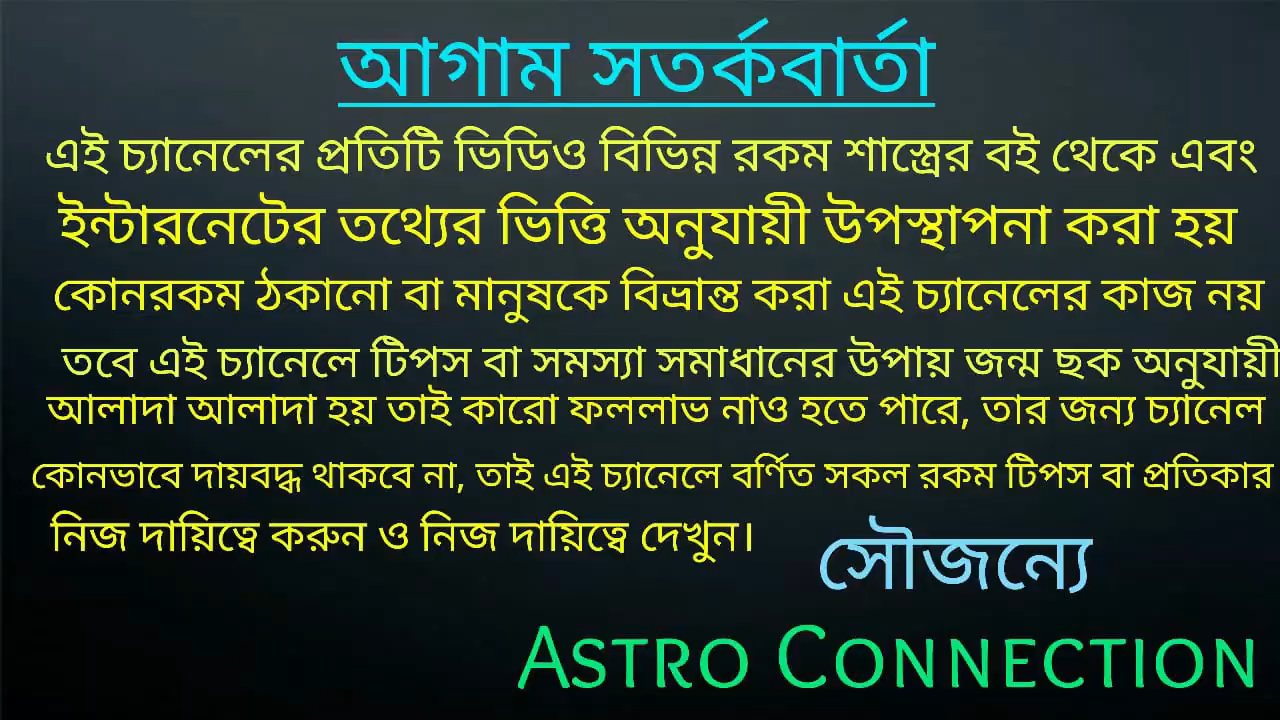 আগাম সতর্কবার্তা
এই চ্যানেলের প্রতিটি ভিডিও বিভিন্ন রকম শাস্ত্রের বই থেকে এবং
ইন্টারনেটের তথ্যের ভিত্তি অনুযায়ী উপস্থাপনা করা হয়
কোনরকম ঠকানো বা মানুষকে বিভ্রান্ত করা এই চ্যানেলের কাজ নয়
তবে এই চ্যানেলে টিপস বা সমস্যা সমাধানের উপায় জন্ম ছক অনুযায়ী
আলাদা আলাদা হয় তাই কারো ফললাভ নাও হতে পারে, তার জন্য চ্যানেল
কোনভাবে দায়বদ্ধ থাকবে না, তাই এই চ্যানেলে বর্ণিত সকল রকম টিপস বা প্রতিকার
নিজ দায়িত্বে করুন ও নিজ দায়িত্বে দেখুন।
সৌজন্যে
ASTRO CONNECTION